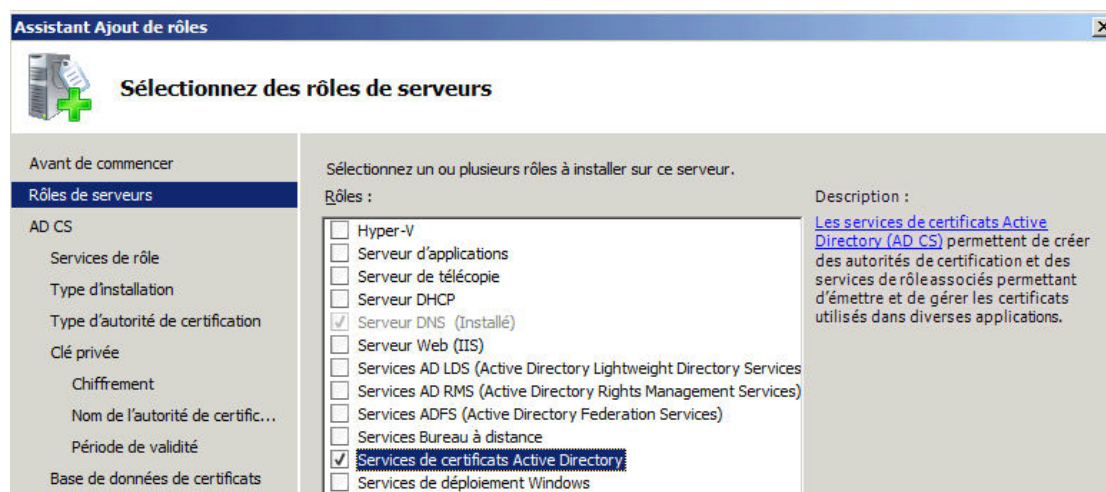 Assistant Ajout de rôles
Sélectionnez des rôles de serveurs
Avant de commencer
Rôles de serveurs
AD CS
Services de rôle
Type d'installation
Type d'autorité de certification
Clé privée
Chiffrement
Nom de l'autorité de certific...
Période de validité
Base de données de certificats
Sélectionnez un ou plusieurs rôles à installer sur ce serveur.
Rôles :
Hyper-V
Serveur d'applications
Serveur de télécopie
Serveur DHCP
Serveur DNS (Installé)
Serveur Web (IIS)
Services AD LDS (Active Directory Lightweight Directory Services
Services AD RMS (Active Directory Rights Management Services)
Services ADFS (Active Directory Federation Services)
Services Bureau à distance
Services de certificats Active Directory
Services de déploiement Windows
Description :
Les services de certificats Active
Directory (AD CS) permettent de créer
des autorités de certification et des
services de rôle associés permettant
d'émettre et de gérer les certificats
utilisés dans diverses applications.